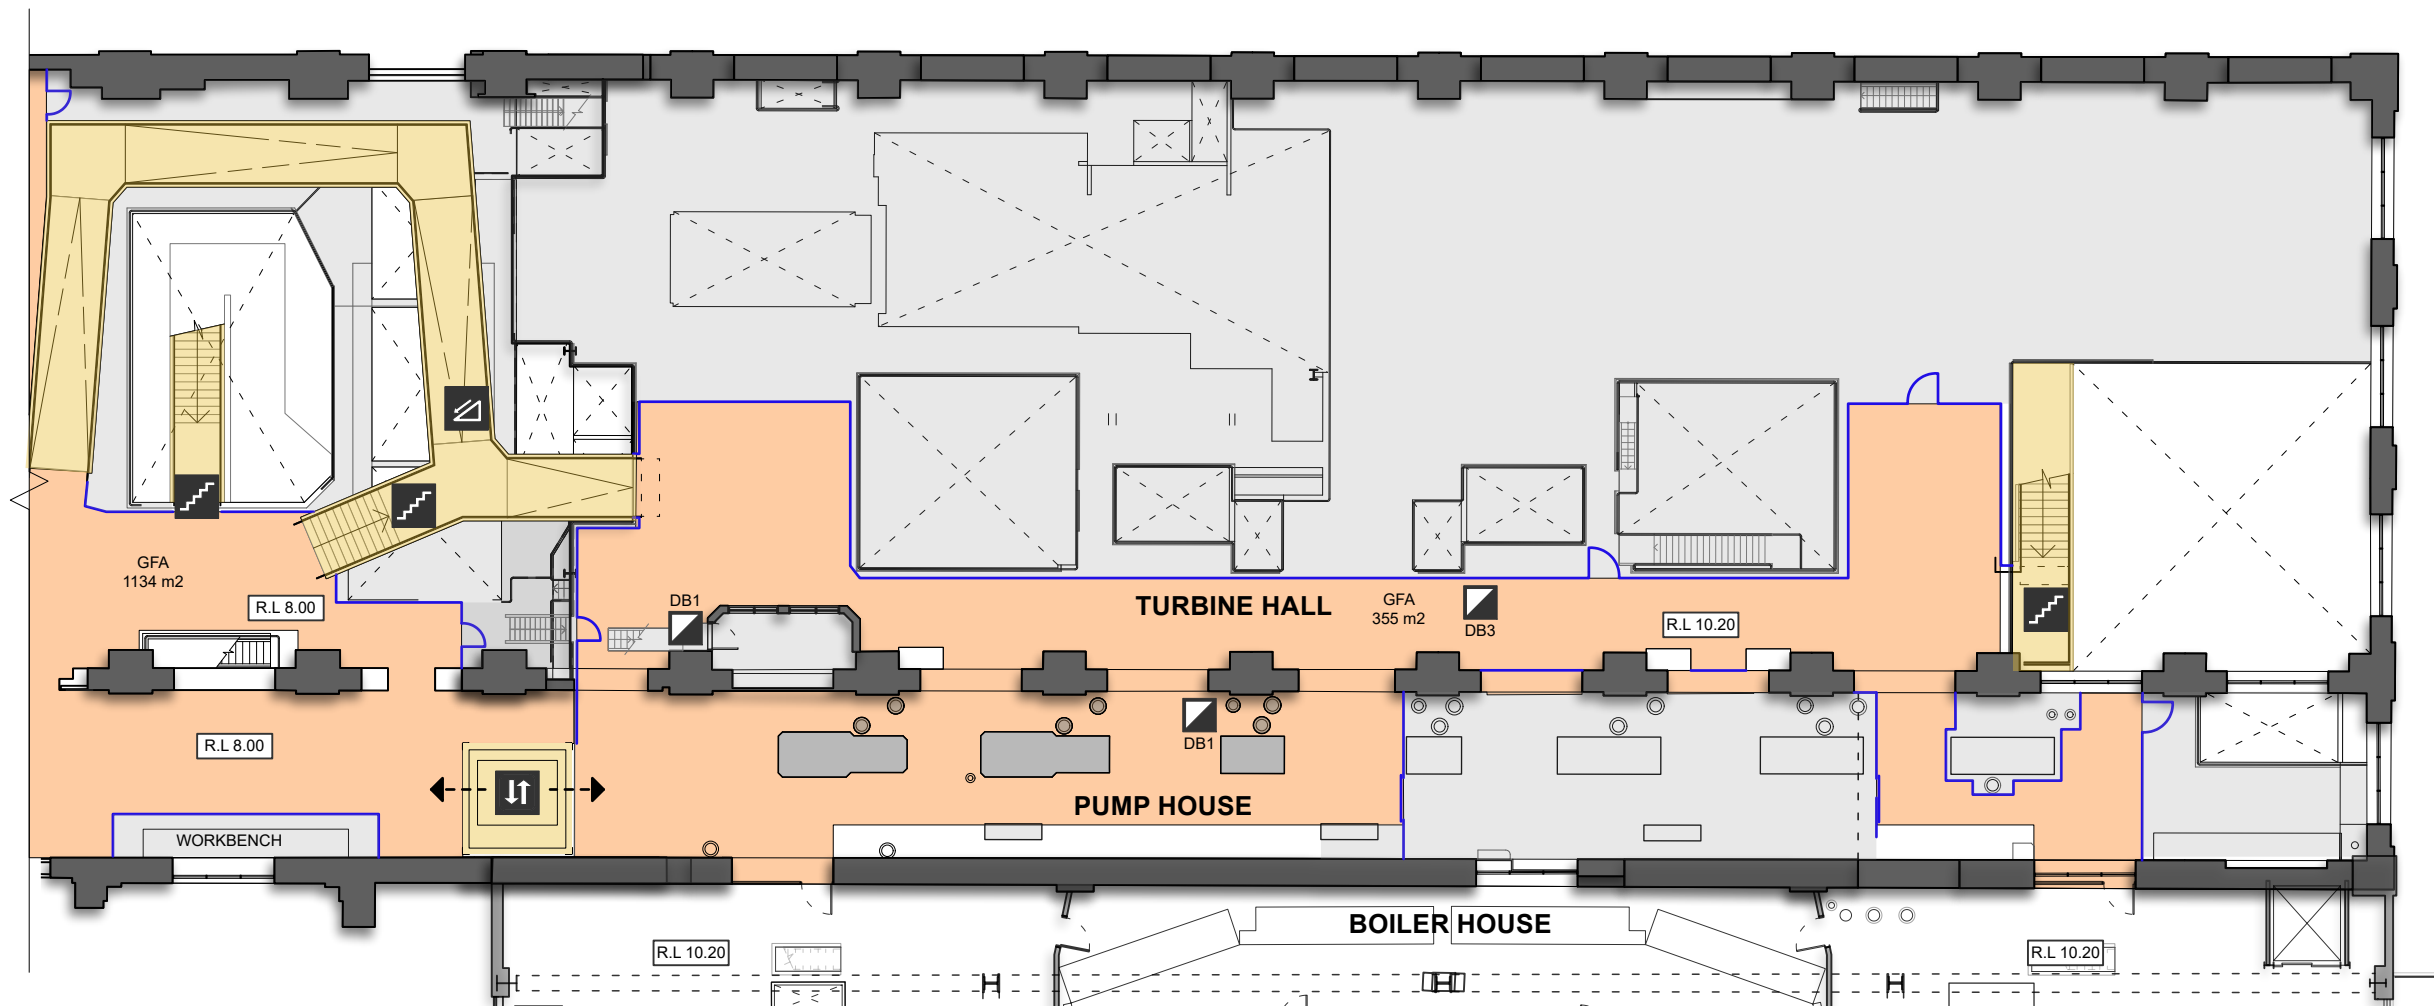 GFA
1134 m2
R.L 8.00
R.L 8.00
WORKBENCH
DB1
TURBINE HALL
GFA
355 m2
DB3
R.L 10.20
DB1
PUMP HOUSE
BOILER HOUSE
R.L 10.20
R.L 10.20